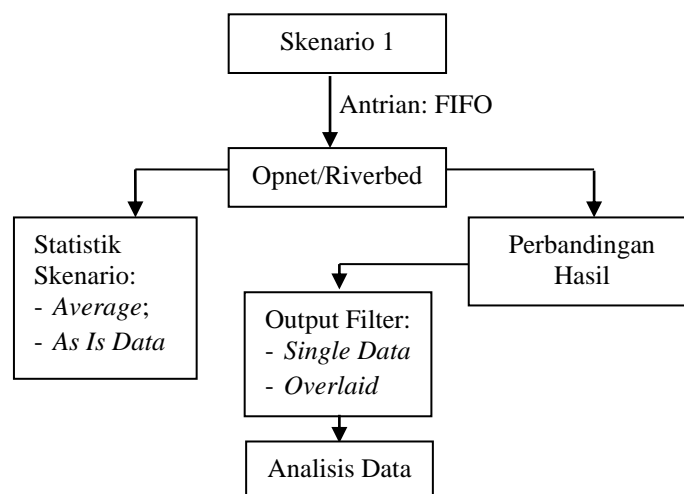 Skenario 1
Antrian: FIFO
Opnet/Riverbed
Statistik
Skenario:
- Average;
- As Is Data
Perbandingan
Hasil
Output Filter:
- Single Data
- Overlaid
Analisis Data